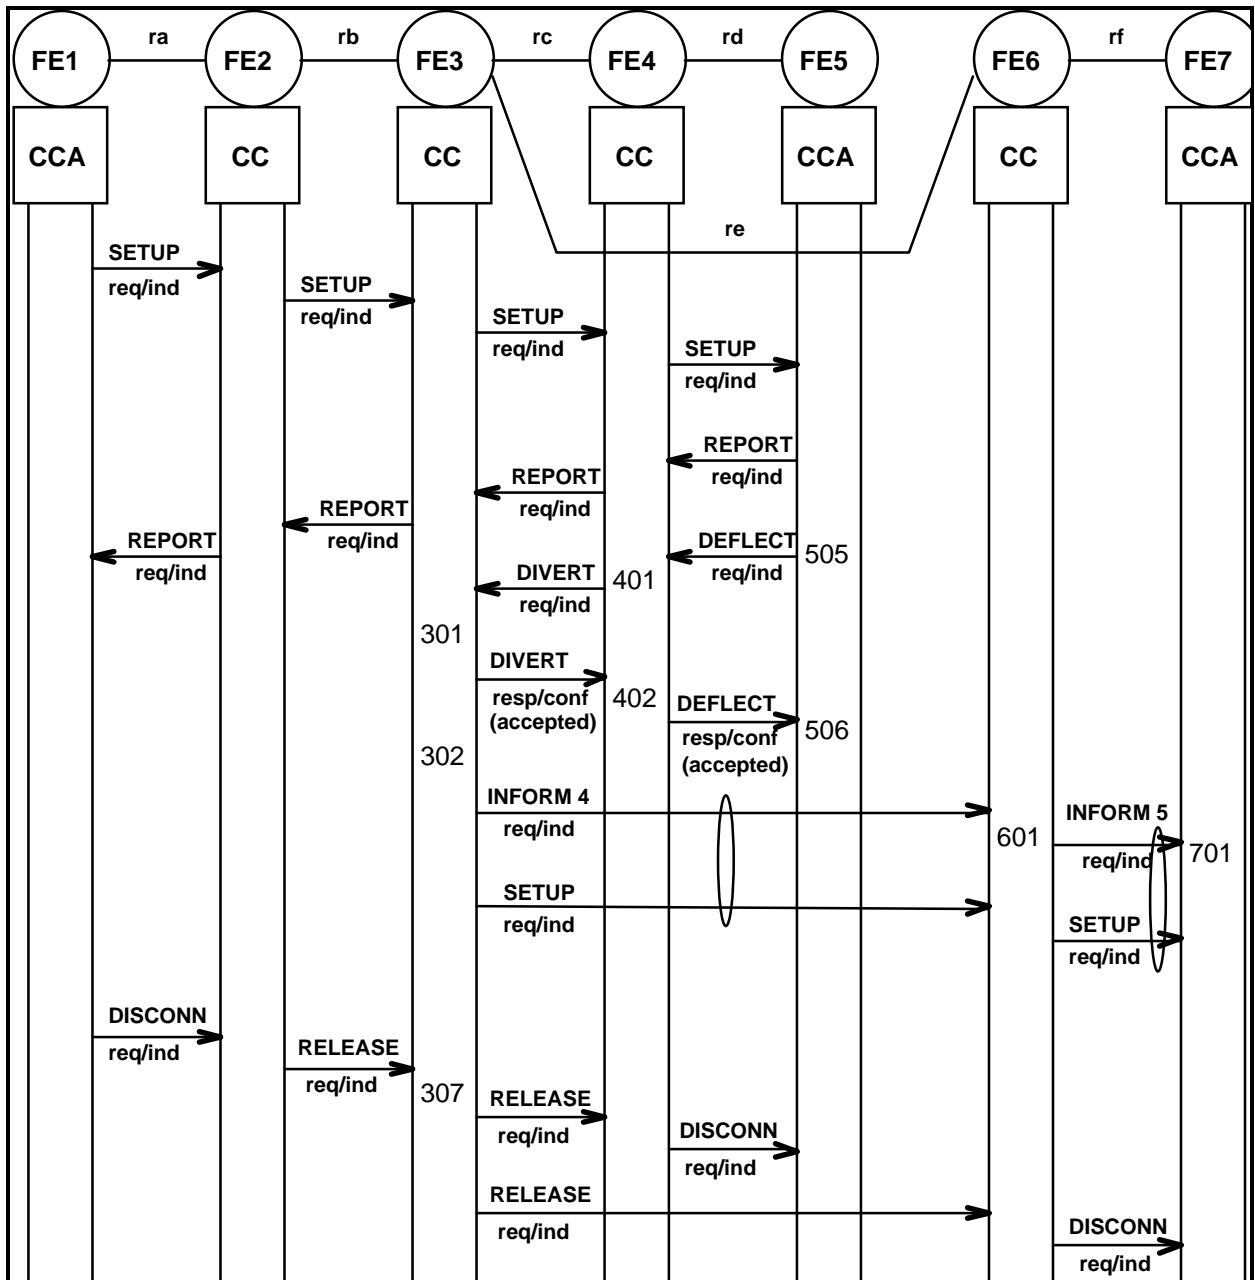 ra rb rc rd rf
FE1 FE2 FE3 FE4 FE5 FE6 FE7
CCA CC CC CC CCA CC CCA
re
SETUP
req/ind
SETUP
req/ind
SETUP
req/ind
SETUP
req/ind
REPORT
req/ind
REPORT
req/ind
REPORT
req/ind
REPORT
req/ind
DEFLECT 505
req/ind
DIVERT 401
req/ind
301
DIVERT
resp/conf 402
(accepted)
DEFLECT 506
resp/conf
(accepted)
302
INFORM 4
req/ind
601
INFORM 5
req/ind 701
SETUP
req/ind
SETUP
req/ind
DISCONN
req/ind
RELEASE
req/ind 307
RELEASE
req/ind
DISCONN
req/ind
RELEASE
req/ind
DISCONN
req/ind